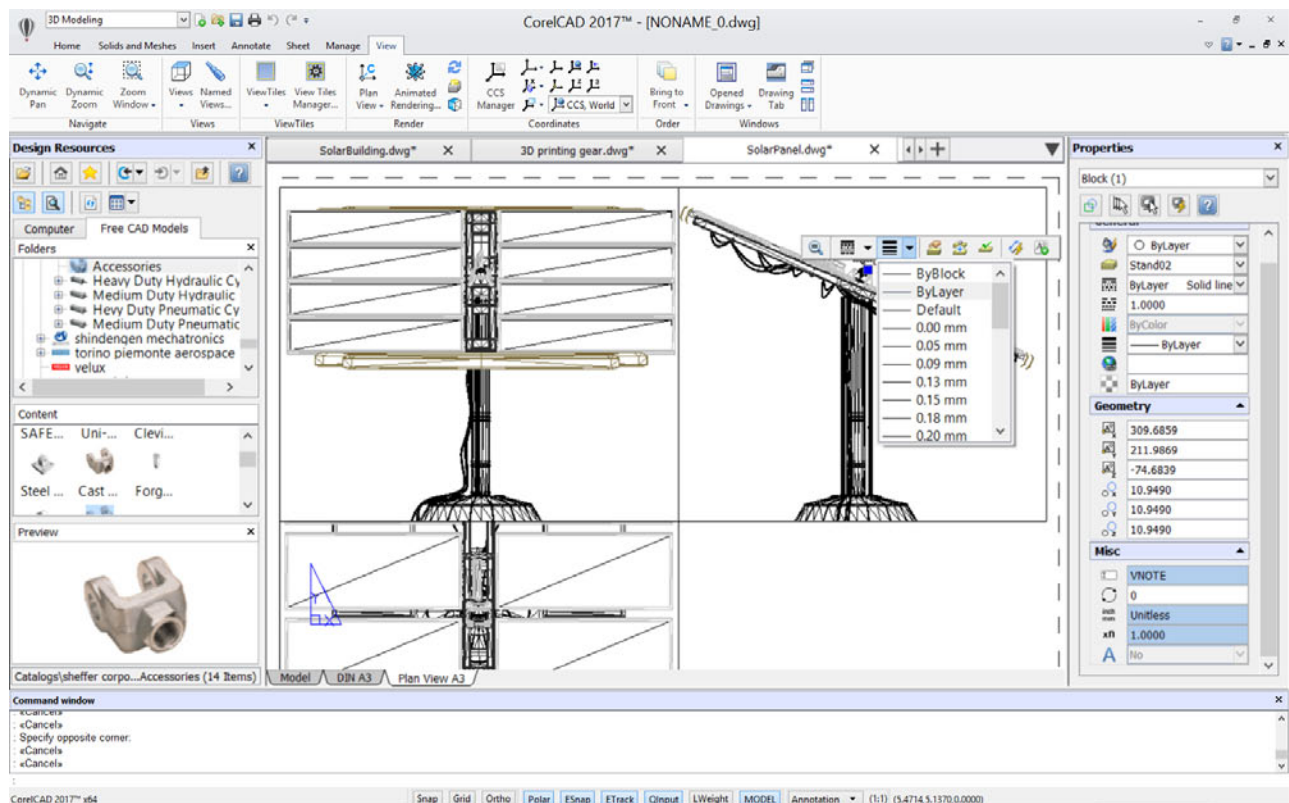 3D Modeling
CorelCAD 2017™ - [NONAME_0.dwg]
Home Solids and Meshes Insert Annotate Sheet Manage View
Dynamic Pan
Dynamic Zoom
Zoom Window
Views
Named Views...
ViewTiles
View Tiles Manager...
Plan View
Animated Rendering...
CCS Manager
CCS, World
Bring to Front
Opened Drawings
Drawing Tab
Navigate Views ViewTiles Render Coordinates Order Windows
Design Resources
Computer Free CAD Models
Folders
Accessories
Heavy Duty Hydraulic Cy
Medium Duty Hydraulic
Hevy Duty Pneumatic Cy
Medium Duty Pneumatic
shindengen mechatronics
torino piemonte aerospace
velux
Content
SAFE... Uni-... Clevi...
Steel ... Cast ... Forg...
Preview
Catalogs\sheffer corpo...Accessories (14 Items)
SolarBuilding.dwg* 3D printing gear.dwg* SolarPanel.dwg*
ByBlock
ByLayer
Default
0.00 mm
0.05 mm
0.09 mm
0.13 mm
0.15 mm
0.18 mm
0.20 mm
Y
X
Model DIN A3 Plan View A3
Properties
Block (1)
General
ByLayer
Stand02
ByLayer Solid line
1.0000
ByColor
ByLayer
ByLayer
Geometry
309.6859
211.9869
-74.6839
10.9490
10.9490
10.9490
Misc
VNOTE
0
Unitless
1.0000
No
Command window
: «Cancel»
: «Cancel»
: Specify opposite corner:
: «Cancel»
: «Cancel»
:
CorelCAD 2017™ x64 Snap Grid Ortho Polar ESnap ETrack QInput LWeight MODEL Annotation (1:1) (5.4714,5.1370,0.0000)